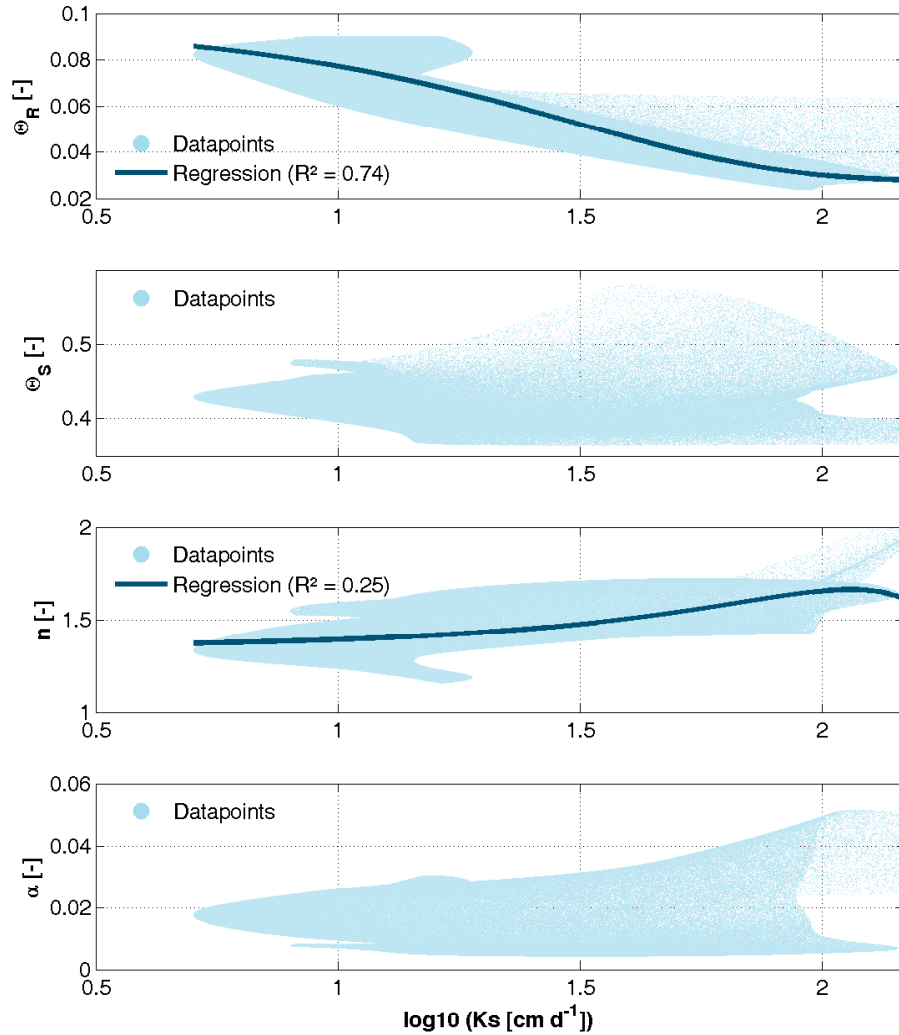 0.1
0.08
0.06
0.04
0.02
Θ_R [-]
Datapoints
Regression (R² = 0.74)
0.5 1 1.5 2
0.5
0.4
Θ_S [-]
Datapoints
0.5 1 1.5 2
2
1.5
1
n [-]
Datapoints
Regression (R² = 0.25)
0.5 1 1.5 2
0.06
0.04
0.02
0
α [-]
Datapoints
0.5 1 1.5 2
log10 (Ks [cm d⁻¹])